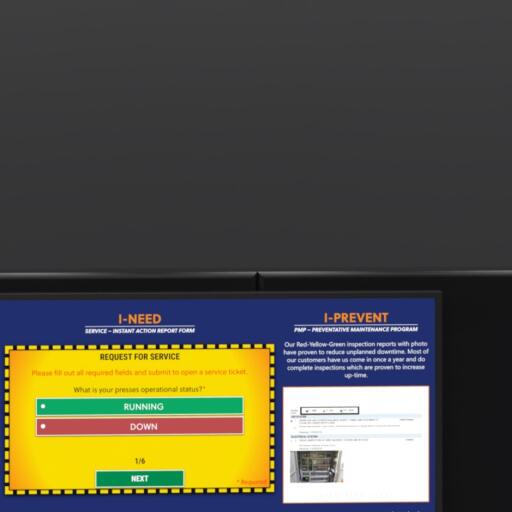 I-NEED
SERVICE – INSTANT ACTION REPORT FORM
REQUEST FOR SERVICE
Please fill out all required fields and submit to open a service ticket.
What is your presses operational status?*
RUNNING
DOWN
1/6
NEXT
* Required
I-PREVENT
PMP – PREVENTATIVE MAINTENANCE PROGRAM
Our Red-Yellow-Green inspection reports with photo
have proven to reduce unplanned downtime. Most of
our customers have us come in once a year and do
complete inspections which are proven to increase
up-time.